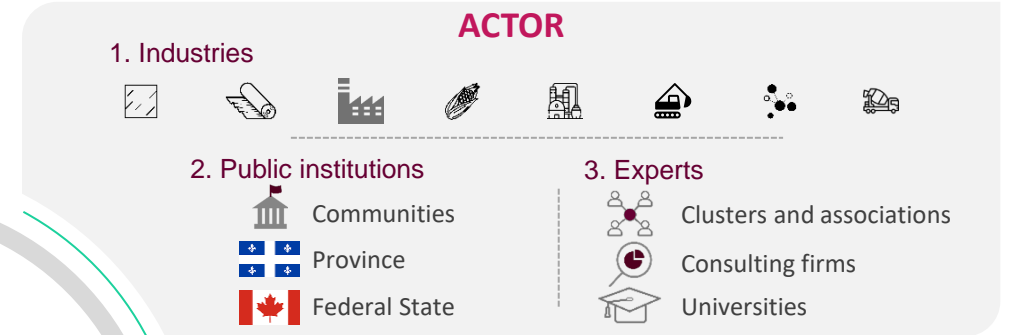 ACTOR
1. Industries
2. Public institutions
Communities
Province
Federal State
3. Experts
Clusters and associations
Consulting firms
Universities